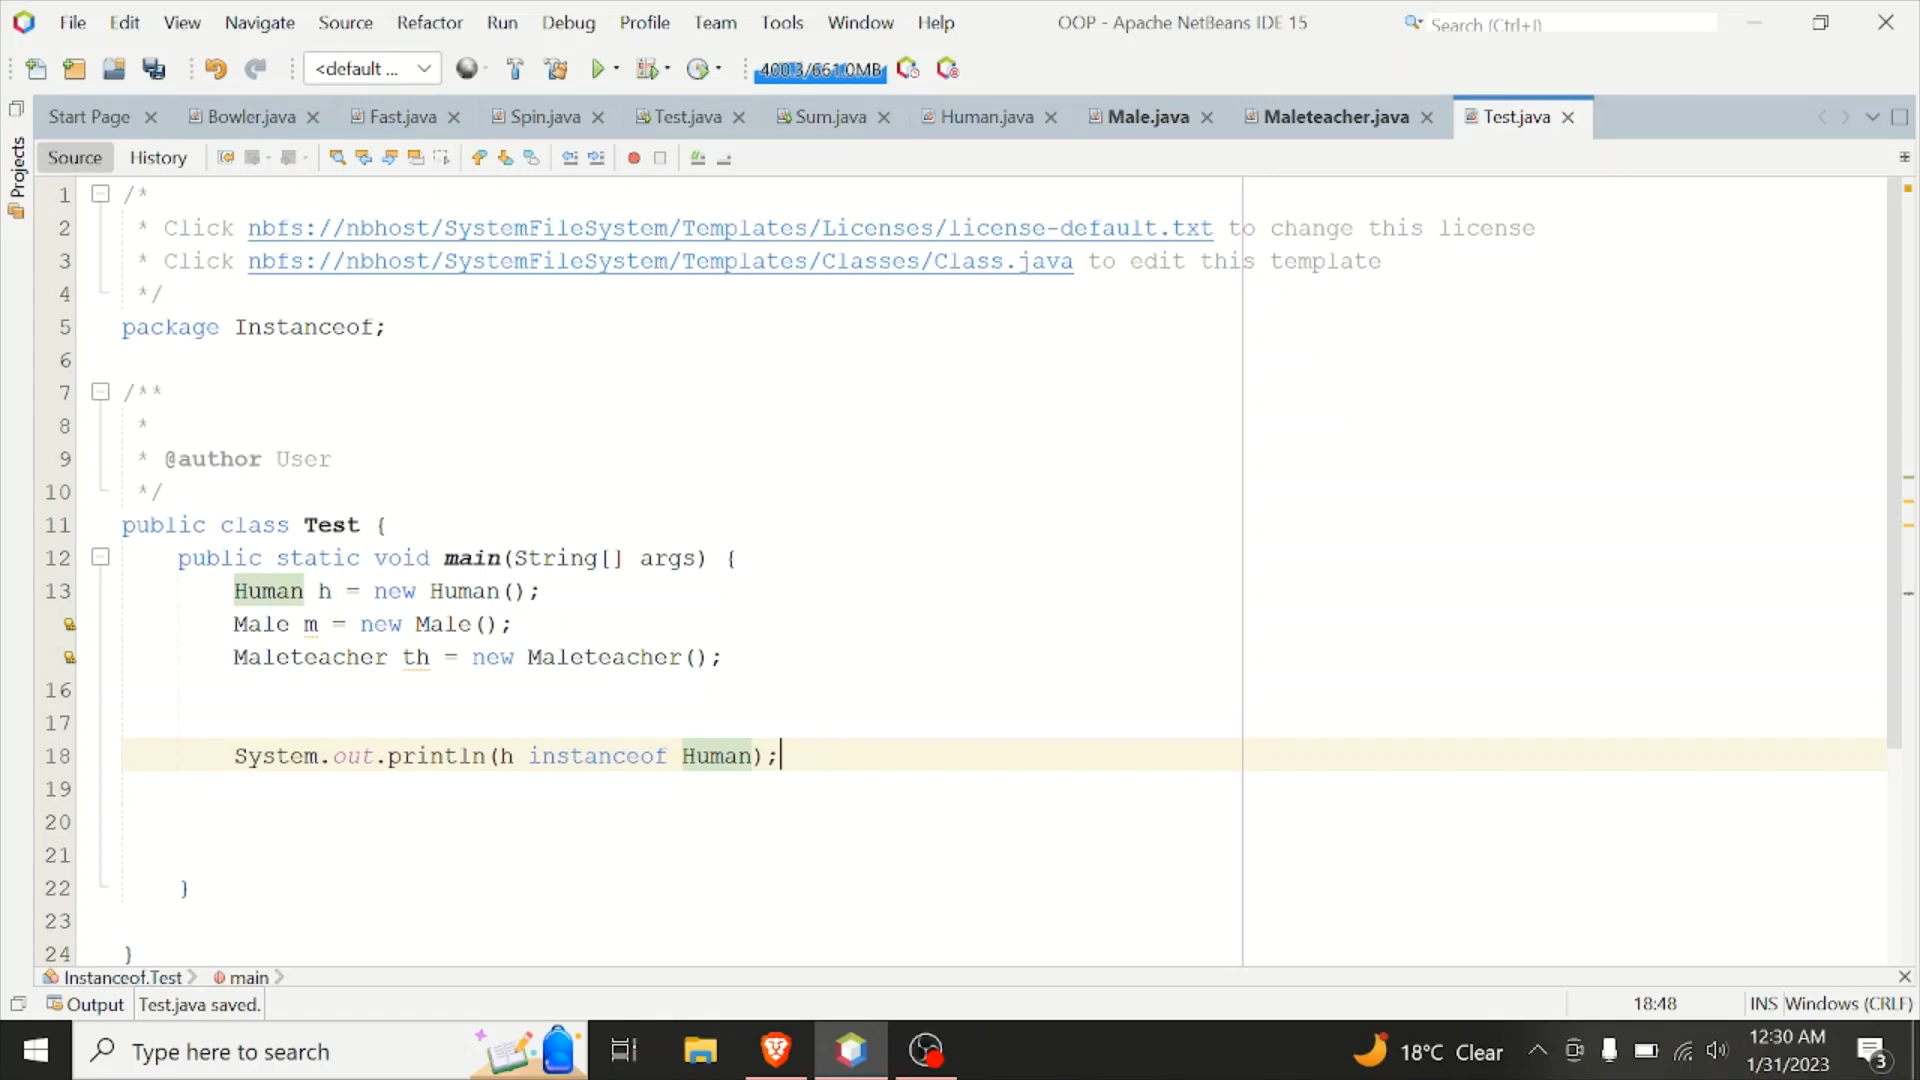 File Edit View Navigate Source Refactor Run Debug Profile Team Tools Window Help OOP - Apache NetBeans IDE 15 Search (Ctrl+I)
<default ... 400.3/661.0MB
Start Page Bowler.java Fast.java Spin.java Test.java Sum.java Human.java Male.java Maleteacher.java Test.java
Projects
Source History
1 /*
2 * Click nbfs://nbhost/SystemFileSystem/Templates/Licenses/license-default.txt to change this license
3 * Click nbfs://nbhost/SystemFileSystem/Templates/Classes/Class.java to edit this template
4 */
5 package Instanceof;
6
7 /**
8 *
9 * @author User
10 */
11 public class Test {
12 public static void main(String[] args) {
13 Human h = new Human();
Male m = new Male();
Maleteacher th = new Maleteacher();
16
17
18 System.out.println(h instanceof Human);
19
20
21
22 }
23
24 }
Instanceof.Test main
Output Test.java saved. 18:48 INS Windows (CRLF)
Type here to search 18°C Clear 12:30 AM
1/31/2023 3